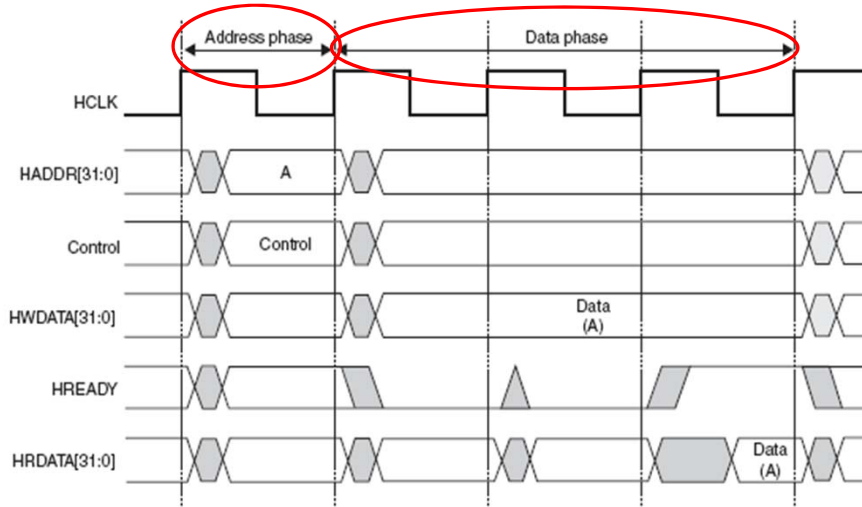 Address phase
Data phase
HCLK
HADDR[31:0]
A
Control
Control
HWDATA[31:0]
Data
(A)
HREADY
HRDATA[31:0]
Data
(A)